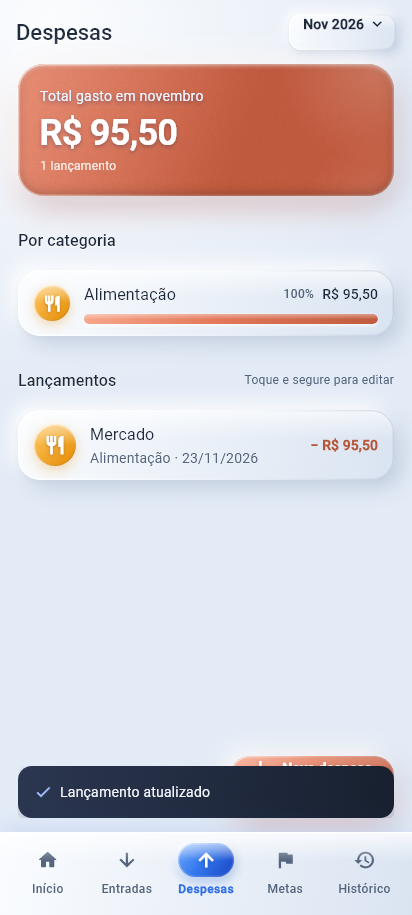 Despesas
Nov 2026
Total gasto em novembro
R$ 95,50
1 lançamento
Por categoria
Alimentação 100% R$ 95,50
Lançamentos Toque e segure para editar
Mercado
Alimentação · 23/11/2026
– R$ 95,50
Lançamento atualizado
Início Entradas Despesas Metas Histórico